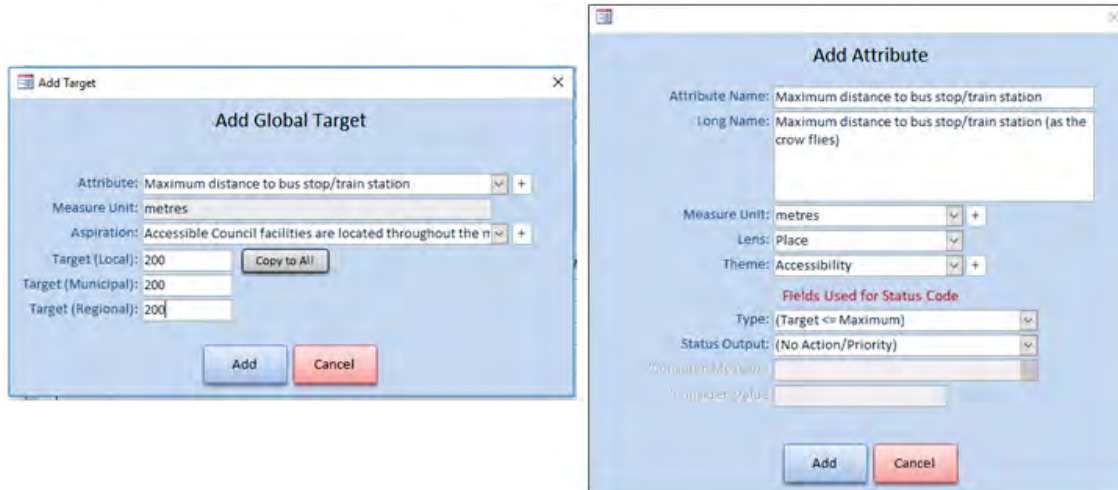 Add Target
Add Global Target
Attribute: Maximum distance to bus stop/train station
Measure Unit: metres
Aspiration: Accessible Council facilities are located throughout the m
Target (Local): 200
Copy to All
Target (Municipal): 200
Target (Regional): 200
Add
Cancel
Add Attribute
Attribute Name: Maximum distance to bus stop/train station
Long Name: Maximum distance to bus stop/train station (as the
crow flies)
Measure Unit: metres
Lens: Place
Theme: Accessibility
Fields Used for Status Code
Type: (Target <= Maximum)
Status Output: (No Action/Priority)
Add
Cancel